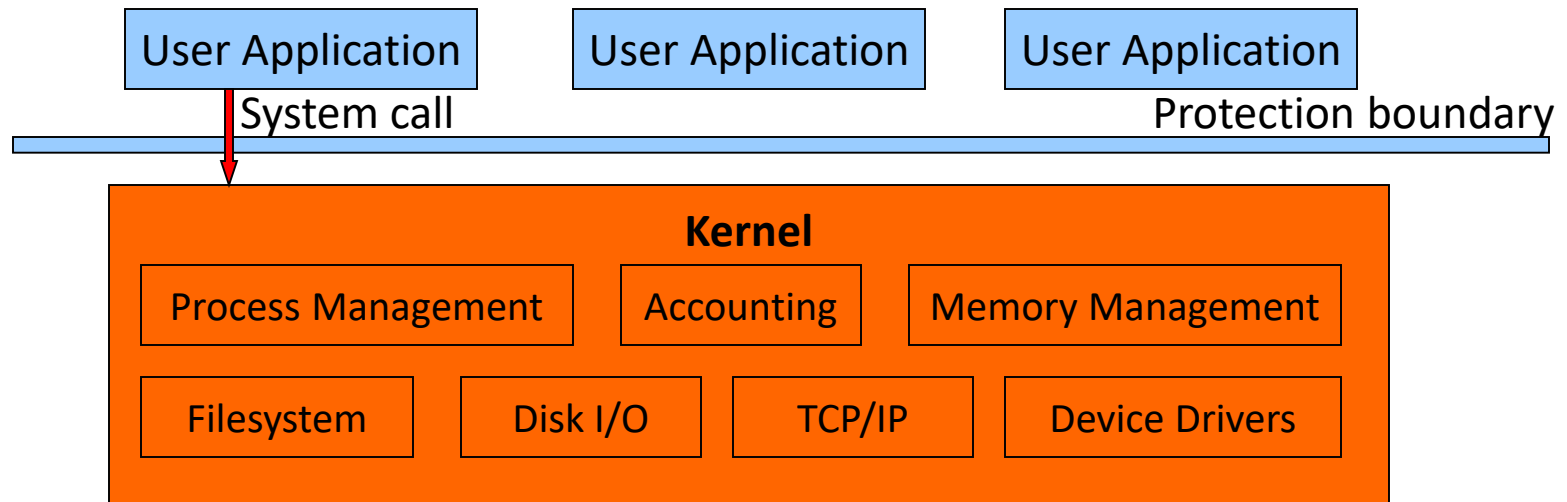 User Application User Application User Application
System call Protection boundary
Kernel
Process Management Accounting Memory Management
Filesystem Disk I/O TCP/IP Device Drivers